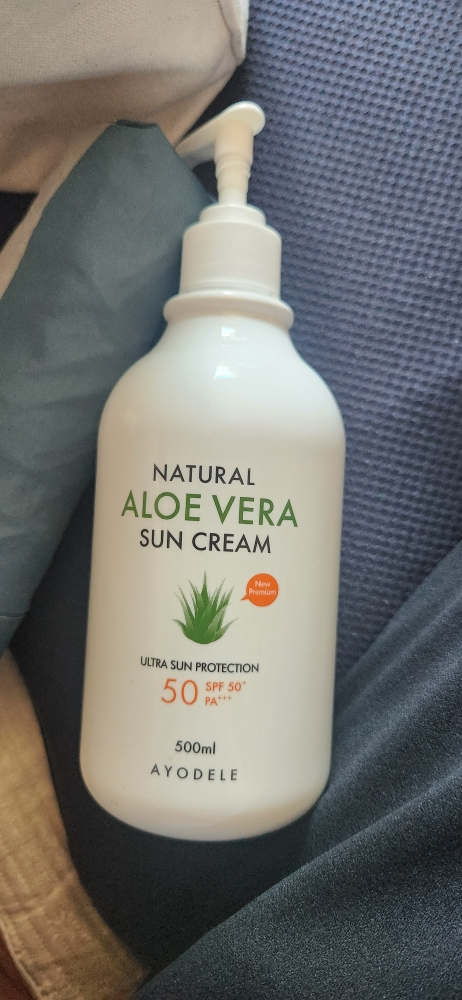 NATURAL
ALOE VERA
SUN CREAM
New
Premium
ULTRA SUN PROTECTION
50 SPF 50+
PA+++
500ml
AYODELE